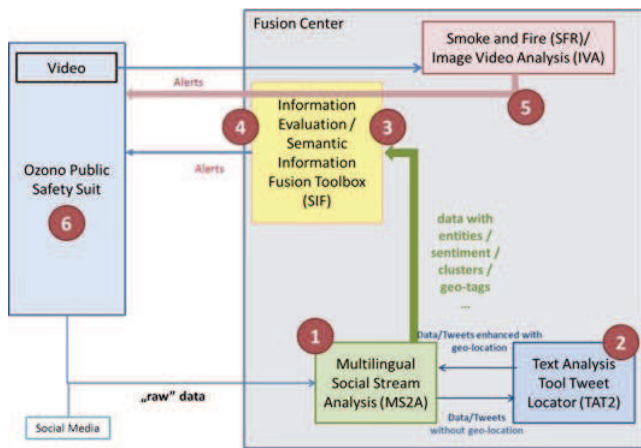 Fusion Center
Video
Smoke and Fire (SFR)/
Image Video Analysis (IVA)
Alerts
5
4
Information
Evaluation /
Semantic
Information
Fusion Toolbox
(SIF)
3
Ozono Public
Safety Suit
6
Alerts
data with
entities /
sentiment /
clusters /
geo-tags
...
1
Multilingual
Social Stream
Analysis (MS2A)
Data/Tweets enhanced with
geo-location
2
Text Analysis
Tool Tweet
Locator (TAT2)
Data/Tweets
without geo-location
„raw” data
Social Media